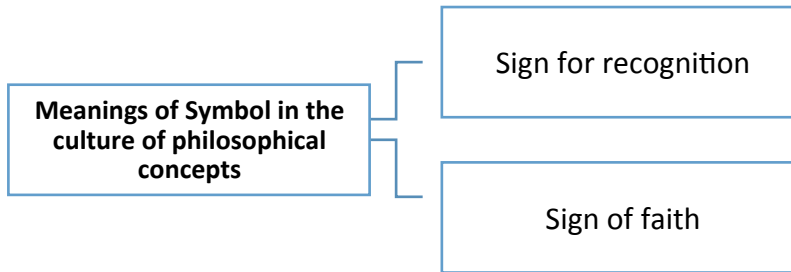 Meanings of Symbol in the
culture of philosophical
concepts
Sign for recognition
Sign of faith